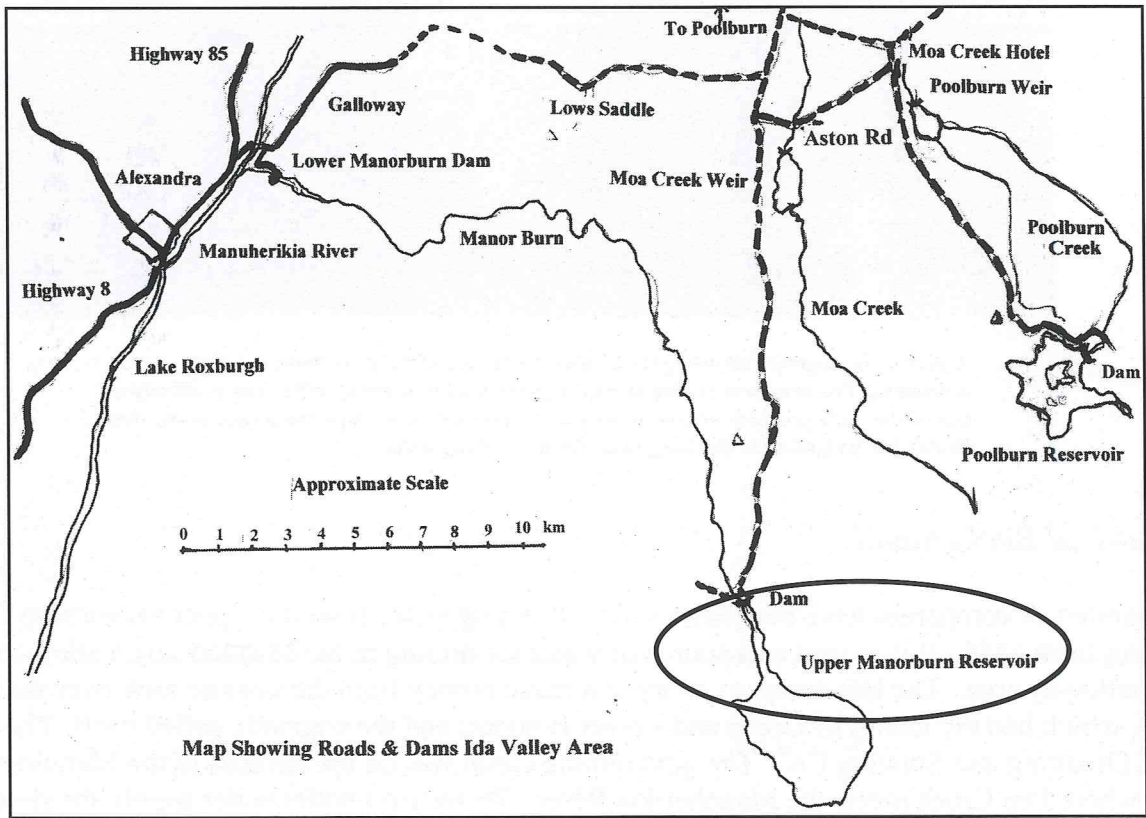 To Poolburn
Highway 85
Moa Creek Hotel
Poolburn Weir
Galloway
Lows Saddle
Aston Rd
Lower Manorburn Dam
Alexandra
Moa Creek Weir
Manor Burn
Poolburn
Creek
Manuherikia River
Highway 8
Moa Creek
Lake Roxburgh
Dam
Poolburn Reservoir
Approximate Scale
0 1 2 3 4 5 6 7 8 9 10 km
Dam
Upper Manorburn Reservoir
Map Showing Roads & Dams Ida Valley Area